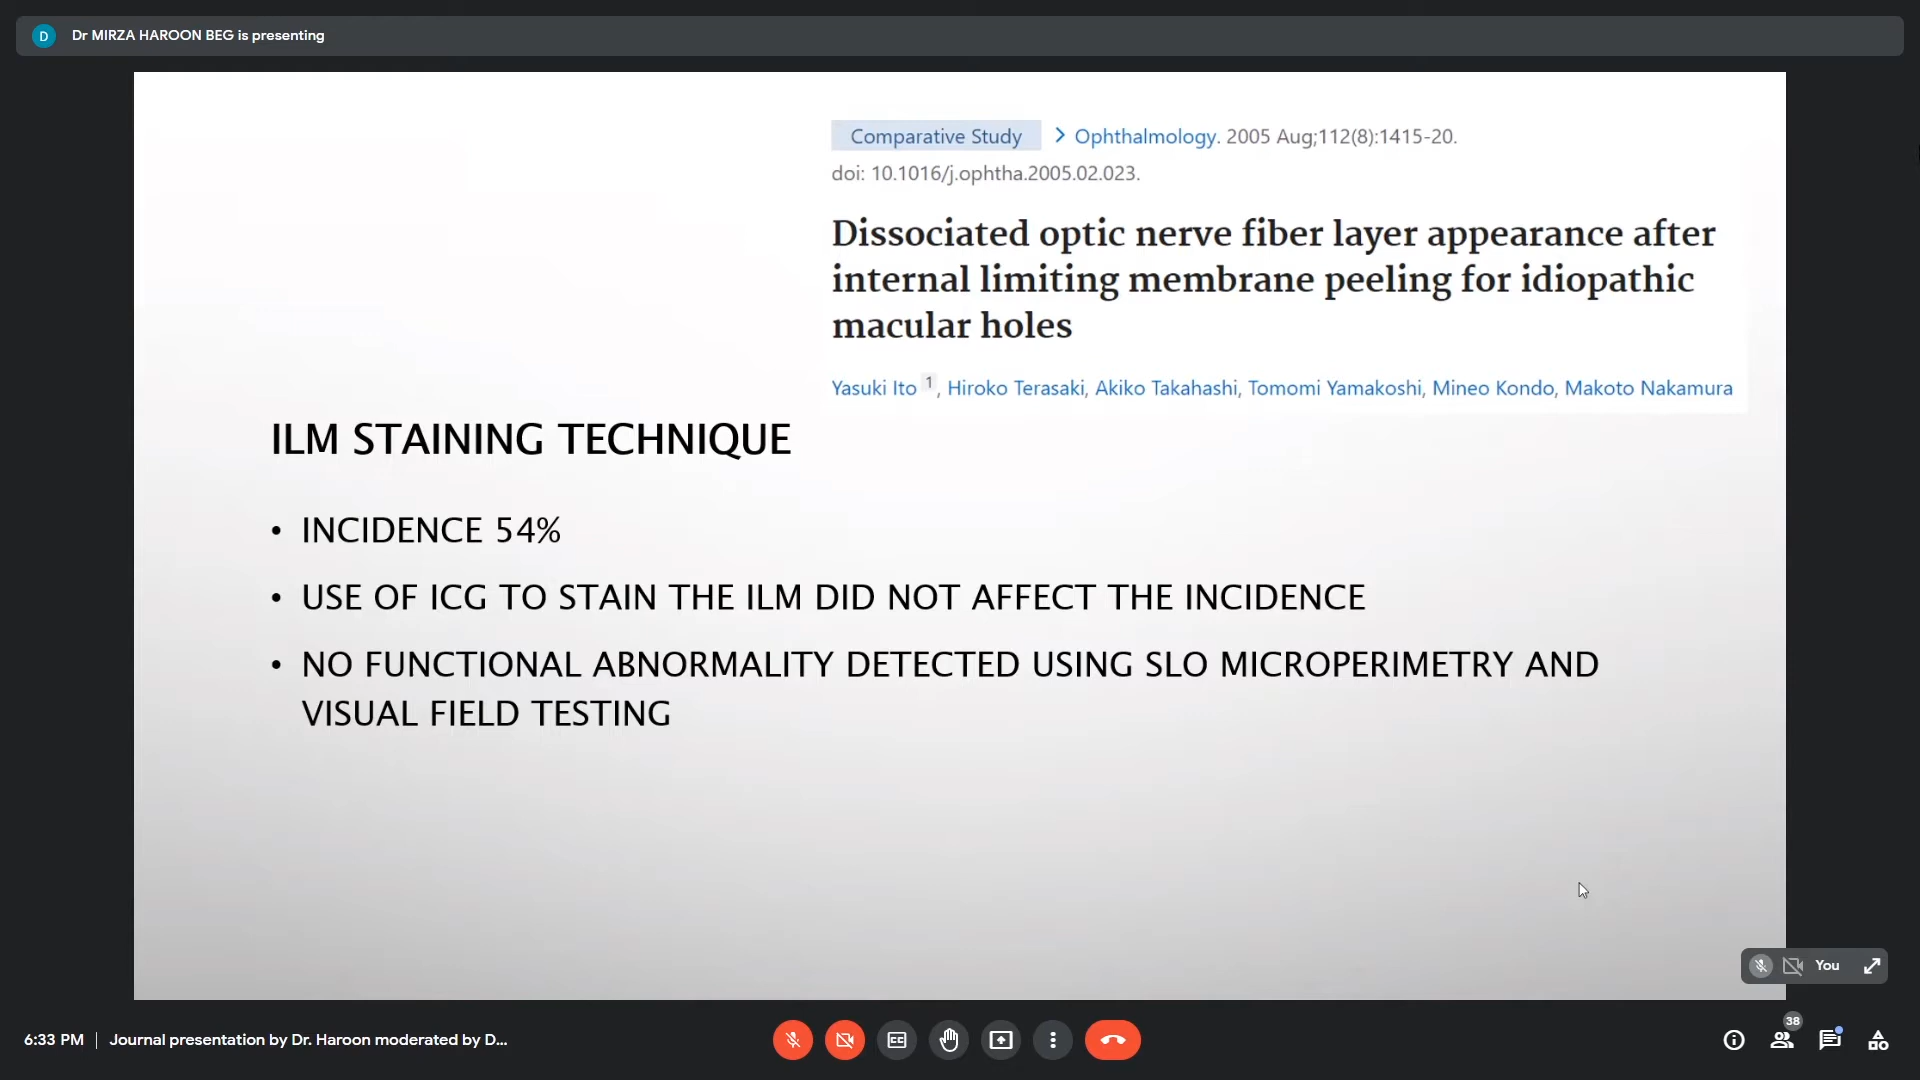 D
Dr MIRZA HAROON BEG is presenting
Comparative Study > Ophthalmology. 2005 Aug;112(8):1415-20.
doi: 10.1016/j.ophtha.2005.02.023.
Dissociated optic nerve fiber layer appearance after
internal limiting membrane peeling for idiopathic
macular holes
Yasuki Ito 1, Hiroko Terasaki, Akiko Takahashi, Tomomi Yamakoshi, Mineo Kondo, Makoto Nakamura
ILM STAINING TECHNIQUE
• INCIDENCE 54%
• USE OF ICG TO STAIN THE ILM DID NOT AFFECT THE INCIDENCE
• NO FUNCTIONAL ABNORMALITY DETECTED USING SLO MICROPERIMETRY AND
VISUAL FIELD TESTING
You
6:33 PM | Journal presentation by Dr. Haroon moderated by D...
38